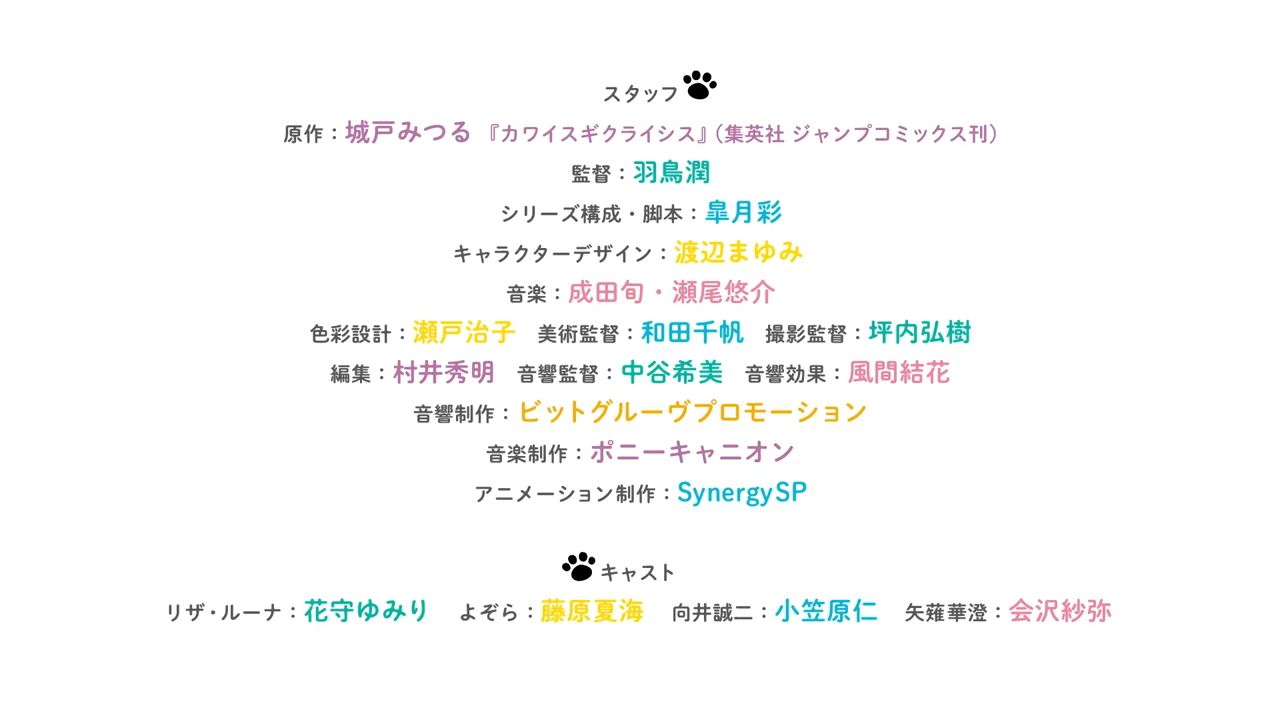 スタッフ
原作：城戸みつる 『カワイスギクライシス』（集英社 ジャンプコミックス刊）
監督：羽鳥潤
シリーズ構成・脚本：皐月彩
キャラクターデザイン：渡辺まゆみ
音楽：成田旬・瀬尾悠介
色彩設計：瀬戸治子　美術監督：和田千帆　撮影監督：坪内弘樹
編集：村井秀明　音響監督：中谷希美　音響効果：風間結花
音響制作：ビットグルーヴプロモーション
音楽制作：ポニーキャニオン
アニメーション制作：SynergySP
キャスト
リザ・ルーナ：花守ゆみり　よぞら：藤原夏海　向井誠二：小笠原仁　矢薙華澄：会沢紗弥